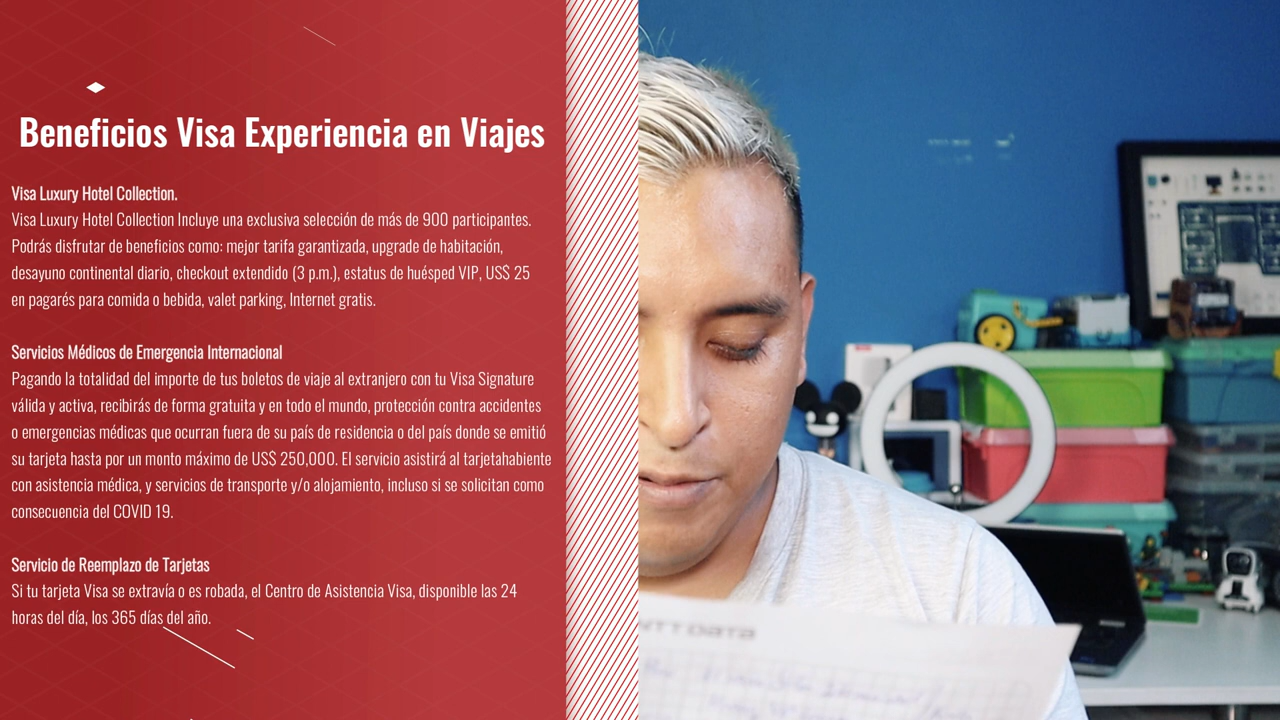 Beneficios Visa Experiencia en Viajes
Visa Luxury Hotel Collection.
Visa Luxury Hotel Collection Incluye una exclusiva selección de más de 900 participantes.
Podrás disfrutar de beneficios como: mejor tarifa garantizada, upgrade de habitación,
desayuno continental diario, checkout extendido (3 p.m.), estatus de huésped VIP, US$ 25
en pagarés para comida o bebida, valet parking, Internet gratis.
Servicios Médicos de Emergencia Internacional
Pagando la totalidad del importe de tus boletos de viaje al extranjero con tu Visa Signature
válida y activa, recibirás de forma gratuita y en todo el mundo, protección contra accidentes
o emergencias médicas que ocurran fuera de su país de residencia o del país donde se emitió
su tarjeta hasta por un monto máximo de US$ 250,000. El servicio asistirá al tarjetahabiente
con asistencia médica, y servicios de transporte y/o alojamiento, incluso si se solicitan como
consecuencia del COVID 19.
Servicio de Reemplazo de Tarjetas
Si tu tarjeta Visa se extravía o es robada, el Centro de Asistencia Visa, disponible las 24
horas del día, los 365 días del año.
NTT DATA